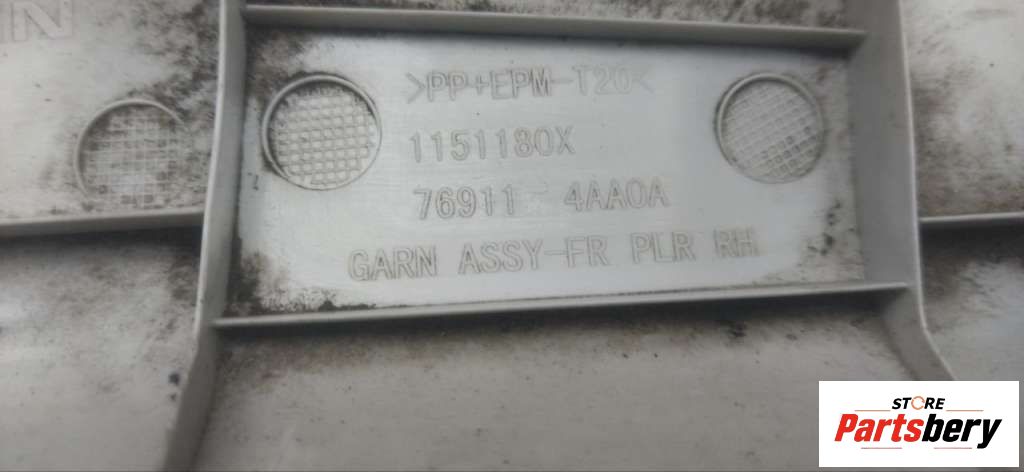 >PP+EPM-T20<
1151180X
76911 4AA0A
GARN ASSY-FR PLR RH
STORE
Partsbery